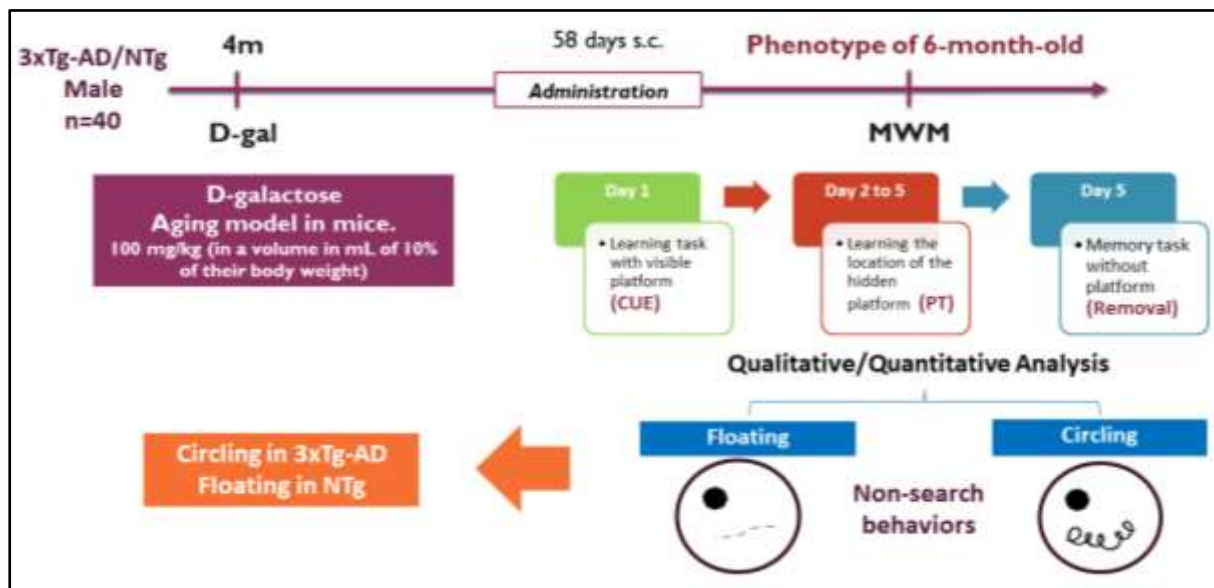 3xTg-AD/NTg
Male
n=40
4m
D-gal
58 days s.c.
Administration
Phenotype of 6-month-old
MWM
D-galactose
Aging model in mice.
100 mg/kg (in a volume in mL of 10%
of their body weight)
Day 1
• Learning task
with visible
platform
(CUE)
Day 2 to 5
• Learning the
location of the
hidden
platform (PT)
Day 5
• Memory task
without
platform
(Removal)
Qualitative/Quantitative Analysis
Floating
Circling
Non-search
behaviors
Circling in 3xTg-AD
Floating in NTg